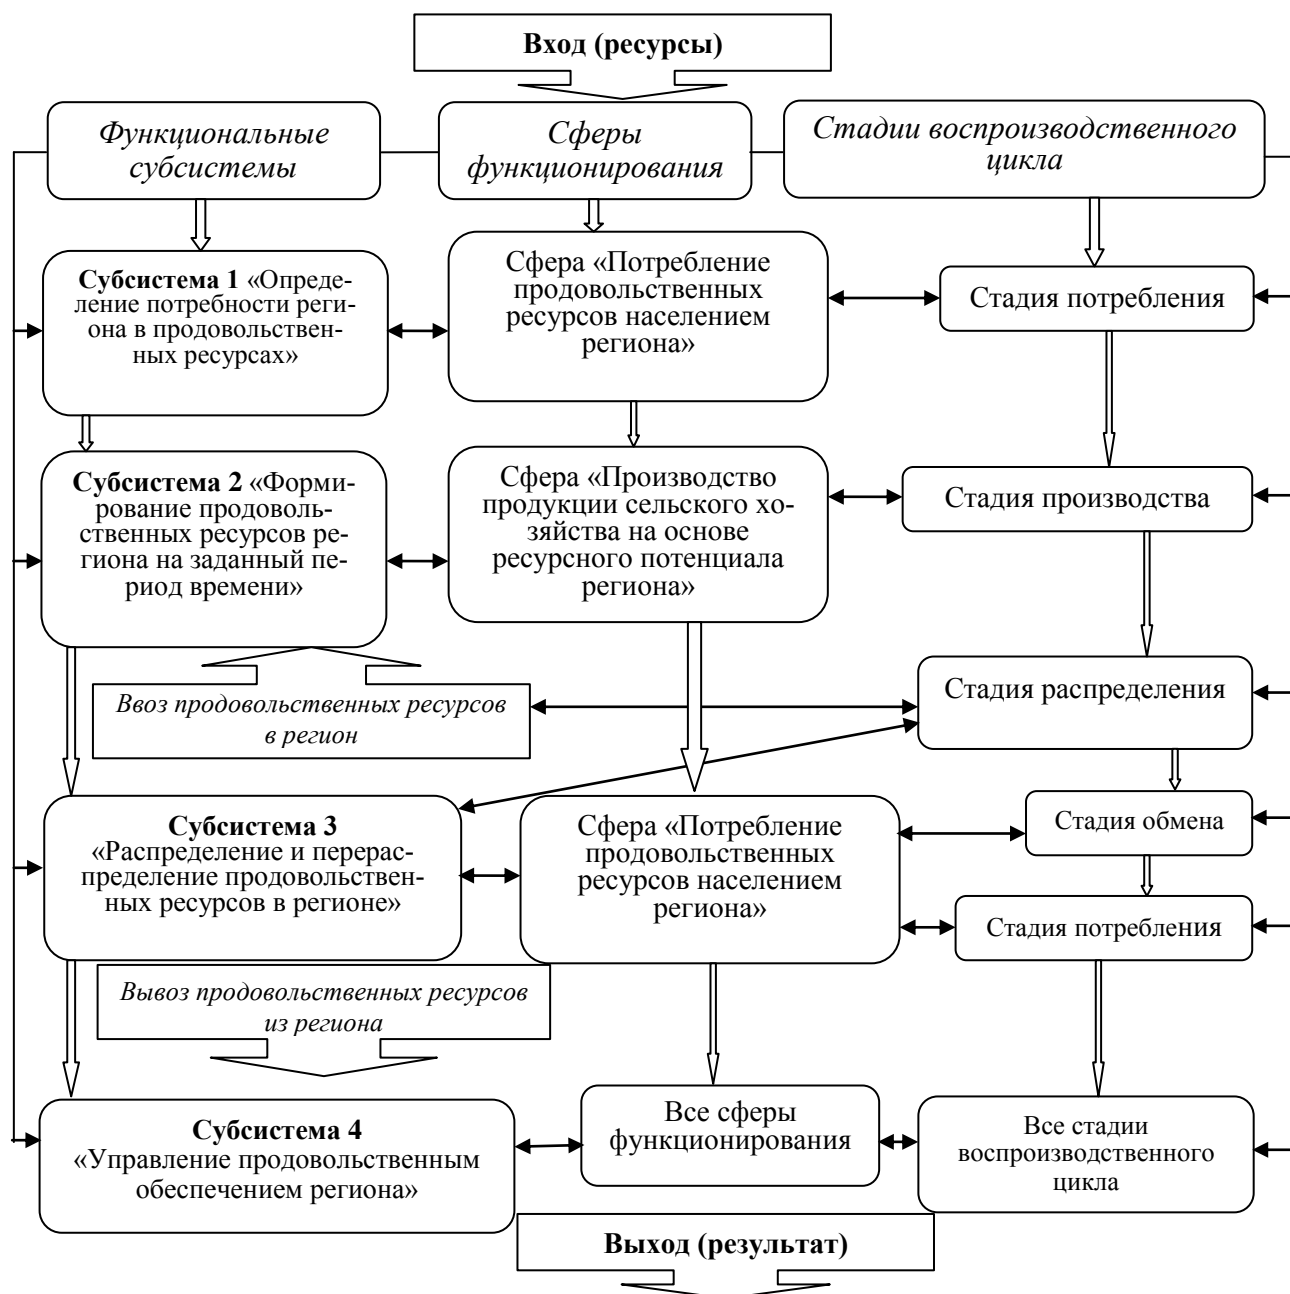 Вход (ресурсы)
Функциональные
субсистемы
Сферы
функционирования
Стадии воспроизводственного
цикла
Субсистема 1 «Опреде-
ление потребности реги-
она в продовольствен-
ных ресурсах»
Сфера «Потребление
продовольственных
ресурсов населением
региона»
Стадия потребления
Субсистема 2 «Форми-
рование продоволь-
ственных ресурсов ре-
гиона на заданный пе-
риод времени»
Сфера «Производство
продукции сельского хо-
зяйства на основе
ресурсного потенциала
региона»
Стадия производства
Ввоз продовольственных ресурсов
в регион
Стадия распределения
Субсистема 3
«Распределение и перерас-
пределение продовольствен-
ных ресурсов в регионе»
Сфера «Потребление
продовольственных
ресурсов населением
региона»
Стадия обмена
Стадия потребления
Вывоз продовольственных ресурсов
из региона
Субсистема 4
«Управление продовольственным
обеспечением региона»
Все сферы
функционирования
Все стадии
воспроизводственного
цикла
Выход (результат)